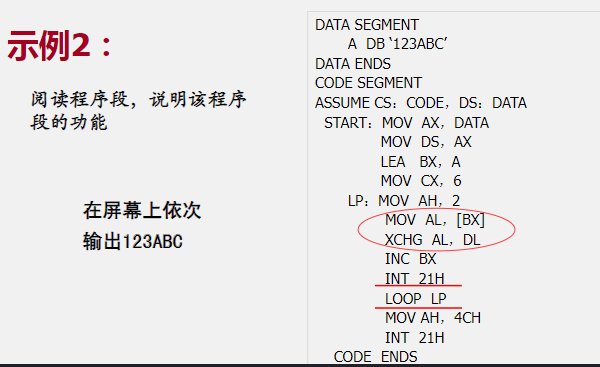 示例2：
阅读程序段，说明该程序
段的功能
在屏幕上依次
输出123ABC
DATA SEGMENT
A DB ‘123ABC’
DATA ENDS
CODE SEGMENT
ASSUME CS：CODE，DS：DATA
START：MOV AX，DATA
MOV DS，AX
LEA BX，A
MOV CX，6
LP：MOV AH，2
MOV AL，[BX]
XCHG AL，DL
INC BX
INT 21H
LOOP LP
MOV AH，4CH
INT 21H
CODE ENDS